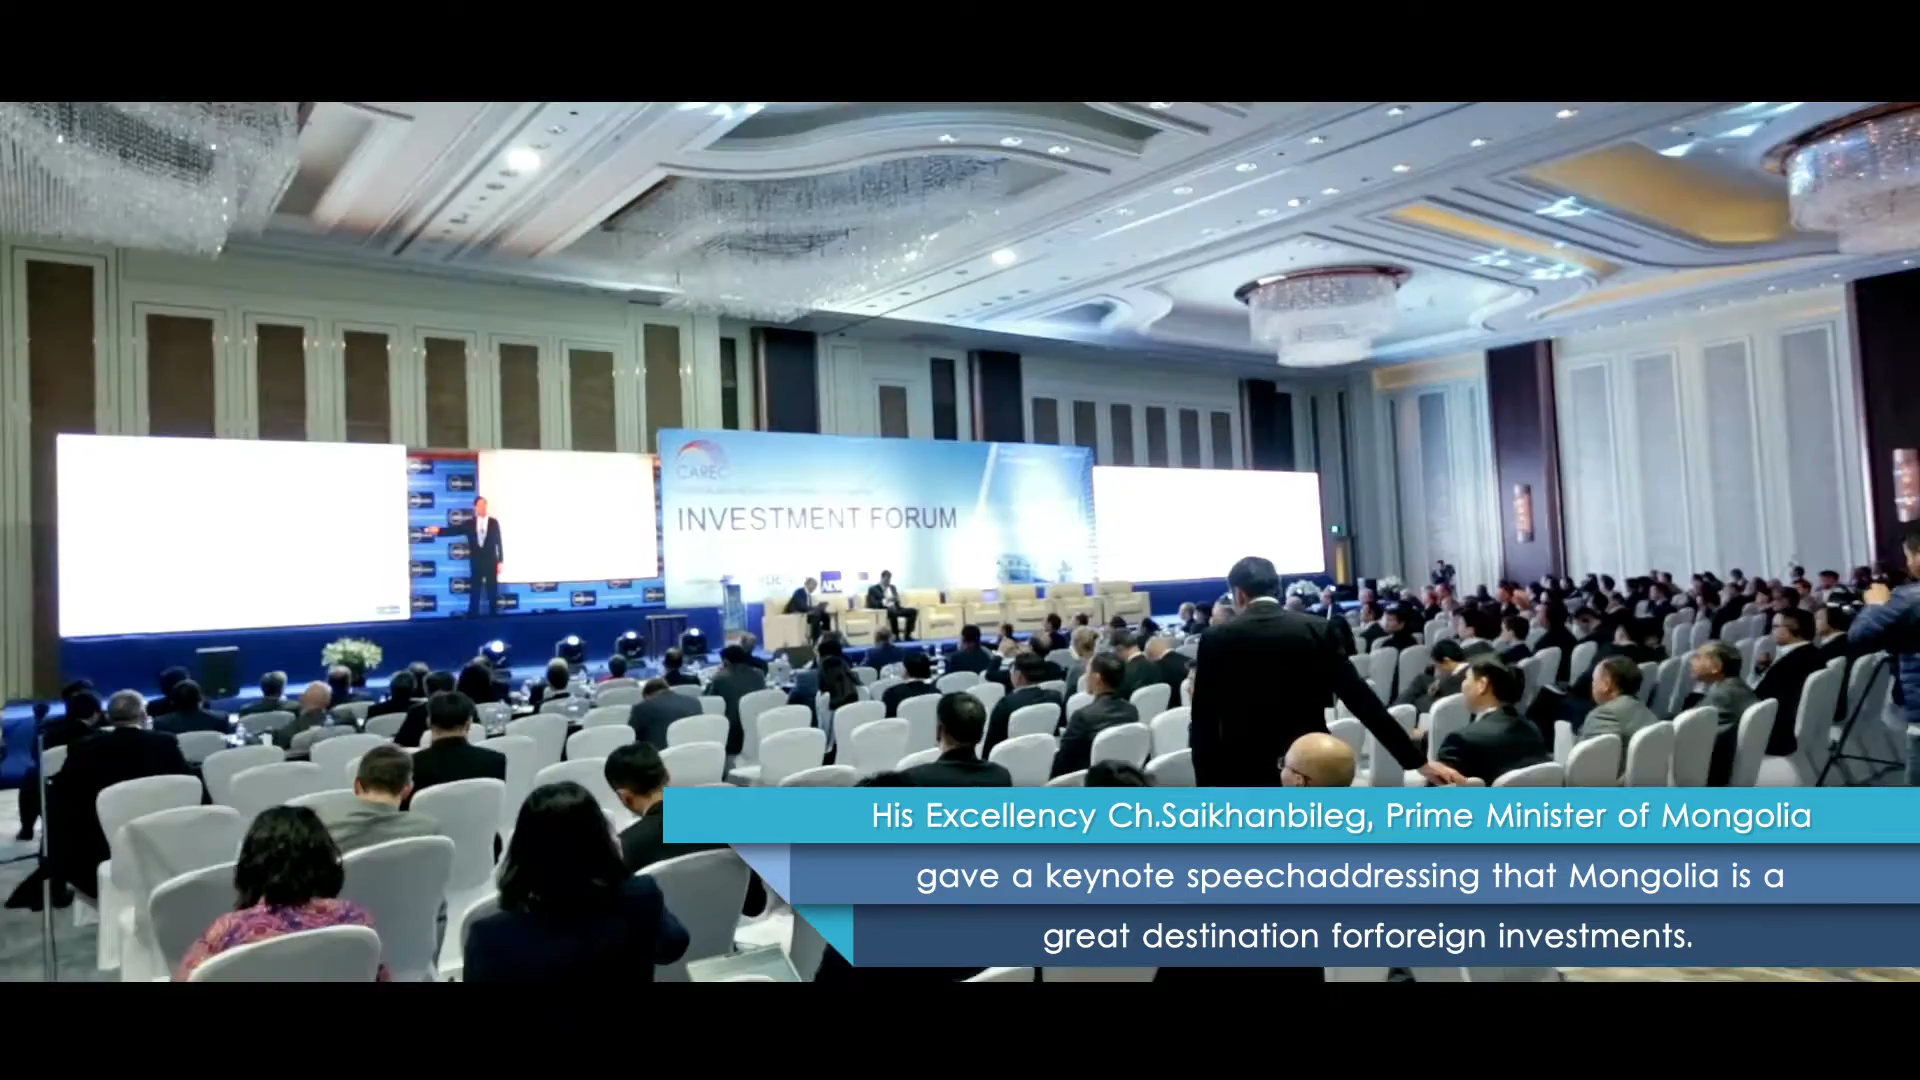 CAREC
INVESTMENT FORUM
His Excellency Ch.Saikhanbileg, Prime Minister of Mongolia
gave a keynote speechaddressing that Mongolia is a
great destination forforeign investments.